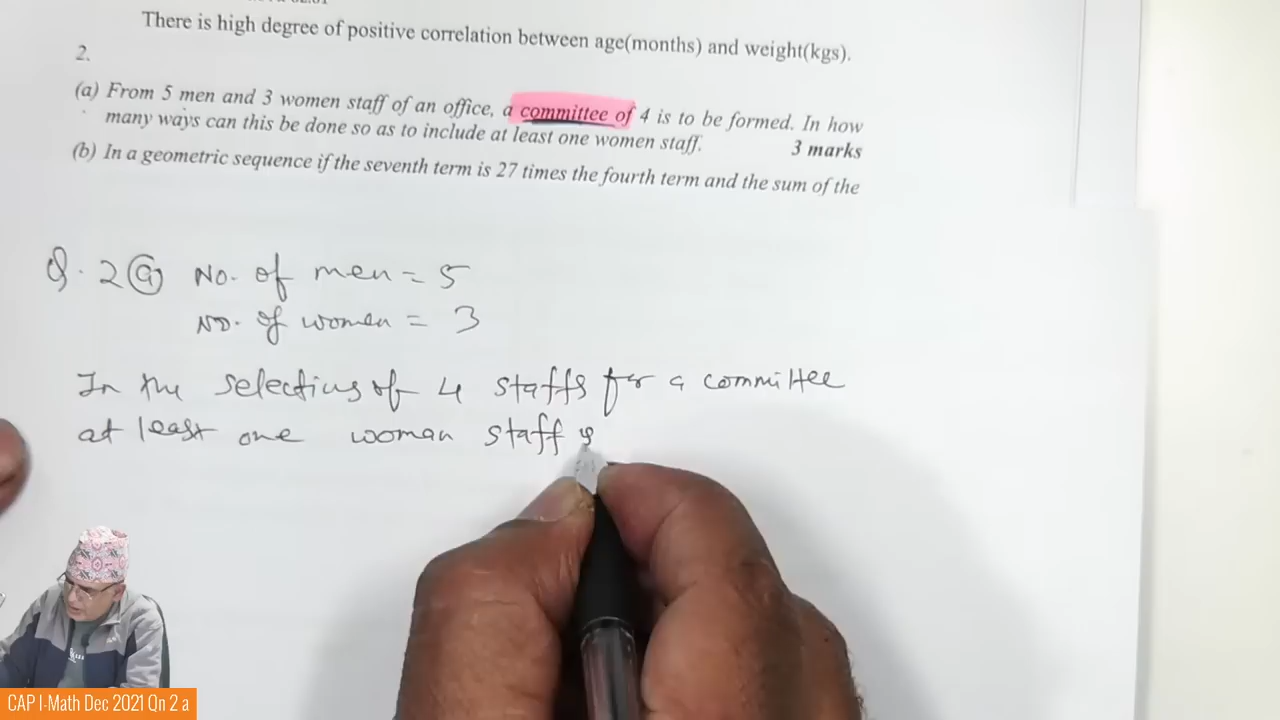 There is high degree of positive correlation between age(months) and weight(kgs).
2.
(a) From 5 men and 3 women staff of an office, a committee of 4 is to be formed. In how
many ways can this be done so as to include at least one women staff. 3 marks
(b) In a geometric sequence if the seventh term is 27 times the fourth term and the sum of the
Q. 2 (a) No. of men = 5
No. of women = 3
In the selections of 4 staffs for a committee
at least one woman staff
CAP I-Math Dec 2021 Qn 2 a